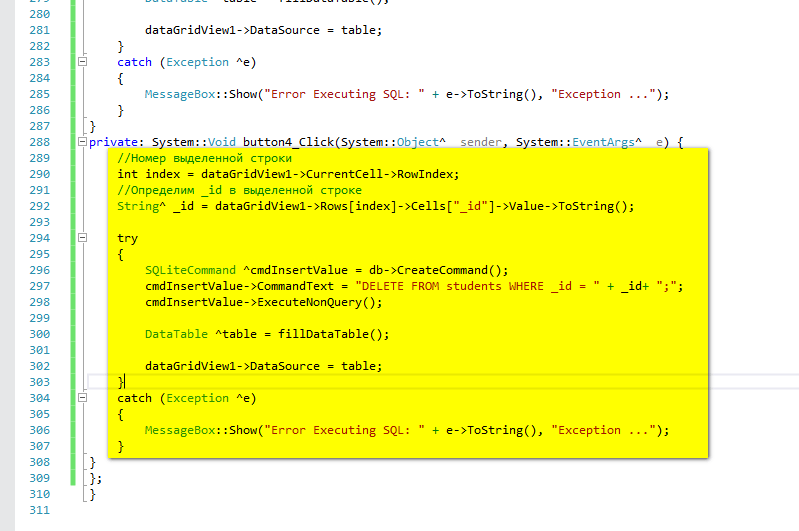 279 DataTable ^table = fillDataTable();
280
281 dataGridView1->DataSource = table;
282 }
283 catch (Exception ^e)
284 {
285 MessageBox::Show("Error Executing SQL: " + e->ToString(), "Exception ...");
286 }
287 }
288 private: System::Void button4_Click(System::Object^  sender, System::EventArgs^  e) {
289 //Номер выделенной строки
290 int index = dataGridView1->CurrentCell->RowIndex;
291 //Определим _id в выделенной строке
292 String^ _id = dataGridView1->Rows[index]->Cells["_id"]->Value->ToString();
293
294 try
295 {
296 SQLiteCommand ^cmdInsertValue = db->CreateCommand();
297 cmdInsertValue->CommandText = "DELETE FROM students WHERE _id = " + _id+ ";";
298 cmdInsertValue->ExecuteNonQuery();
299
300 DataTable ^table = fillDataTable();
301
302 dataGridView1->DataSource = table;
303 }
304 catch (Exception ^e)
305 {
306 MessageBox::Show("Error Executing SQL: " + e->ToString(), "Exception ...");
307 }
308 }
309 };
310 }
311